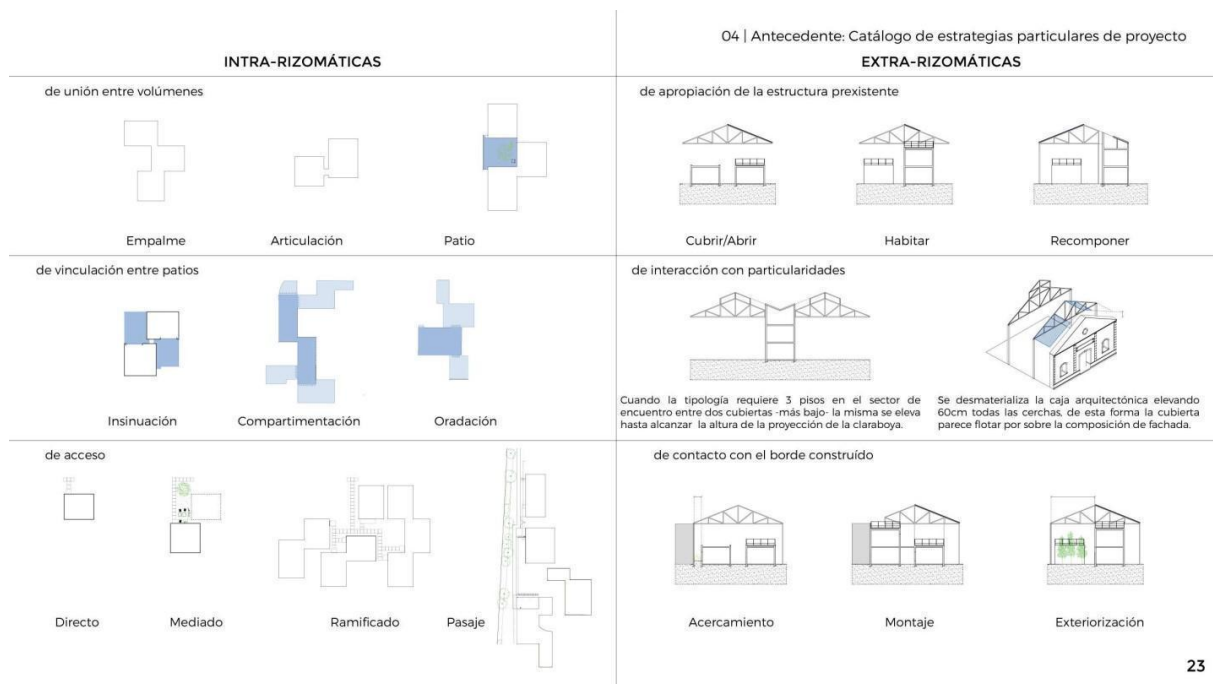 04 | Antecedente: Catálogo de estrategias particulares de proyecto
INTRA-RIZOMÁTICAS
de unión entre volúmenes
Empalme
Articulación
Patio
de vinculación entre patios
Insinuación
Compartimentación
Oradación
de acceso
Directo
Mediado
Ramificado
Pasaje
EXTRA-RIZOMÁTICAS
de apropiación de la estructura prexistente
Cubrir/Abrir
Habitar
Recomponer
de interacción con particularidades
Cuando la tipología requiere 3 pisos en el sector de
encuentro entre dos cubiertas -más bajo- la misma se eleva
hasta alcanzar la altura de la proyección de la claraboya.
Se desmaterializa la caja arquitectónica elevando
60cm todas las cerchas, de esta forma la cubierta
parece flotar por sobre la composición de fachada.
de contacto con el borde construído
Acercamiento
Montaje
Exteriorización
23